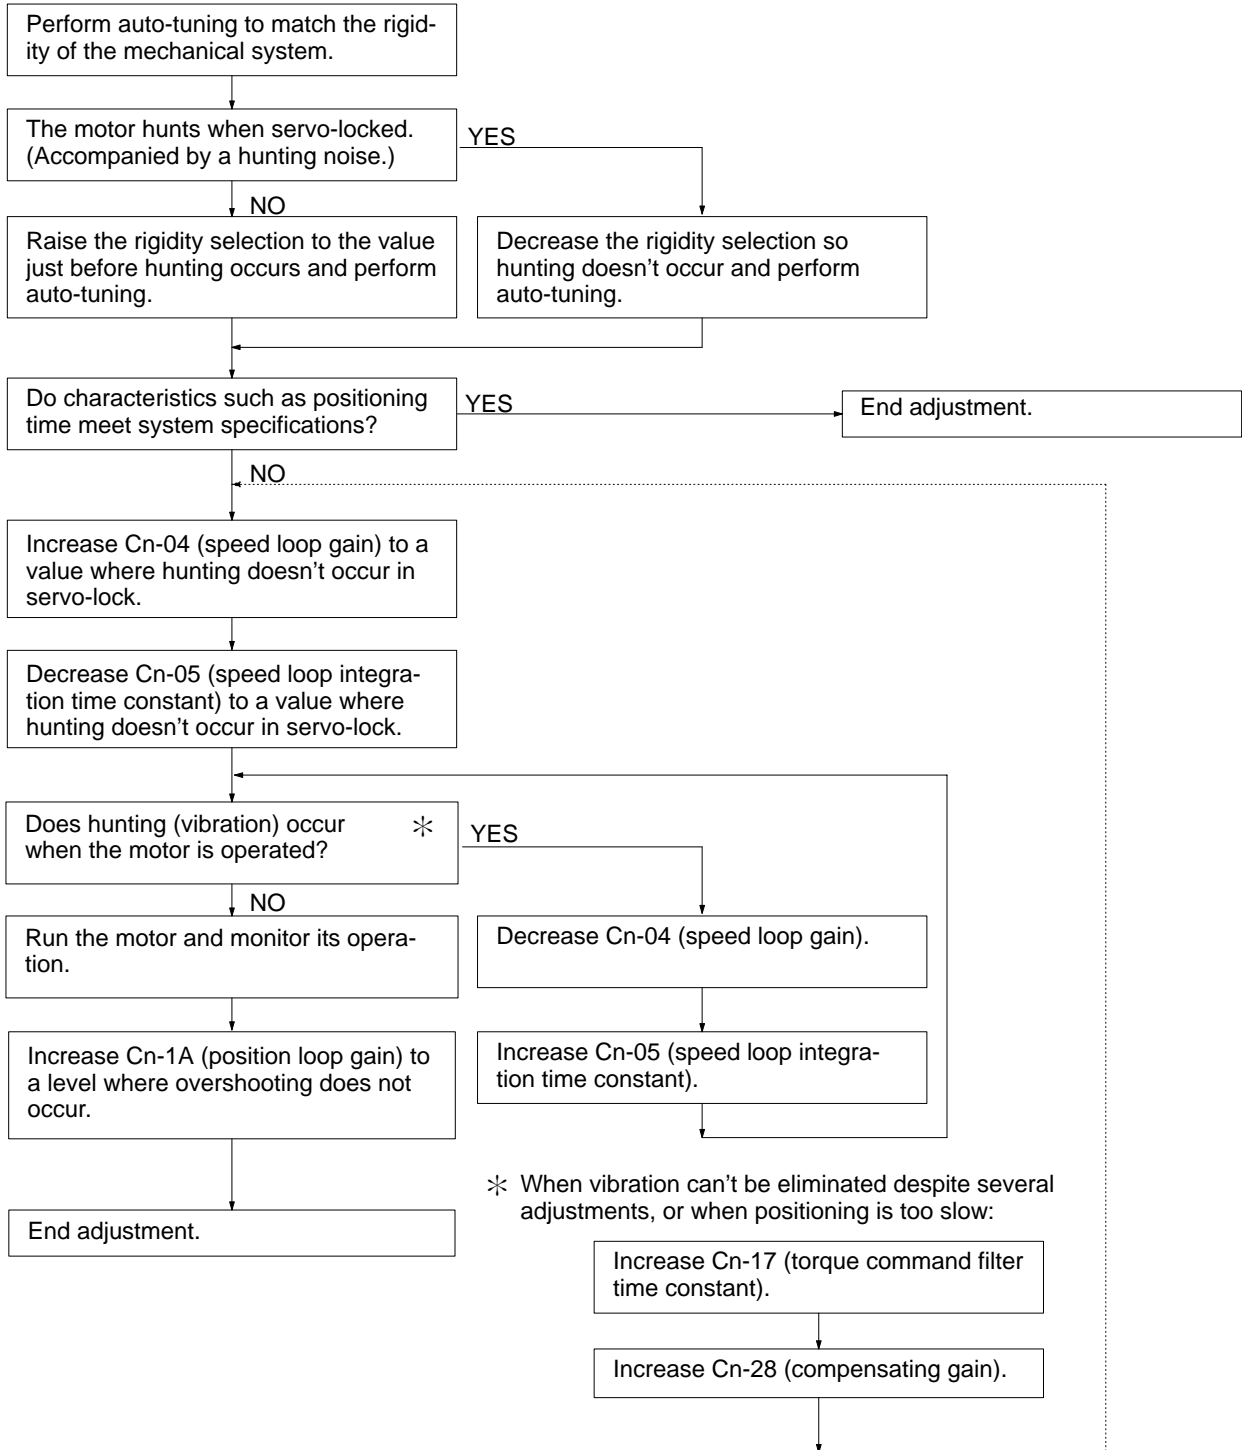 Perform auto-tuning to match the rigid-
ity of the mechanical system.
The motor hunts when servo-locked.
(Accompanied by a hunting noise.)
YES
NO
Raise the rigidity selection to the value
just before hunting occurs and perform
auto-tuning.
Decrease the rigidity selection so
hunting doesn't occur and perform
auto-tuning.
Do characteristics such as positioning
time meet system specifications?
YES
End adjustment.
NO
Increase Cn-04 (speed loop gain) to a
value where hunting doesn't occur in
servo-lock.
Decrease Cn-05 (speed loop integra-
tion time constant) to a value where
hunting doesn't occur in servo-lock.
Does hunting (vibration) occur *
when the motor is operated?
YES
NO
Run the motor and monitor its opera-
tion.
Decrease Cn-04 (speed loop gain).
Increase Cn-1A (position loop gain) to
a level where overshooting does not
occur.
Increase Cn-05 (speed loop integra-
tion time constant).
End adjustment.
* When vibration can't be eliminated despite several
adjustments, or when positioning is too slow:
Increase Cn-17 (torque command filter
time constant).
Increase Cn-28 (compensating gain).